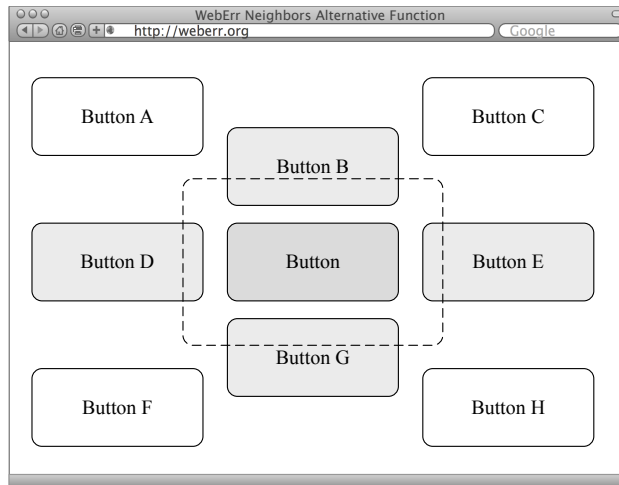 WebErr Neighbors Alternative Function
http://weberr.org
Google
Button A
Button C
Button B
Button D
Button
Button E
Button G
Button F
Button H